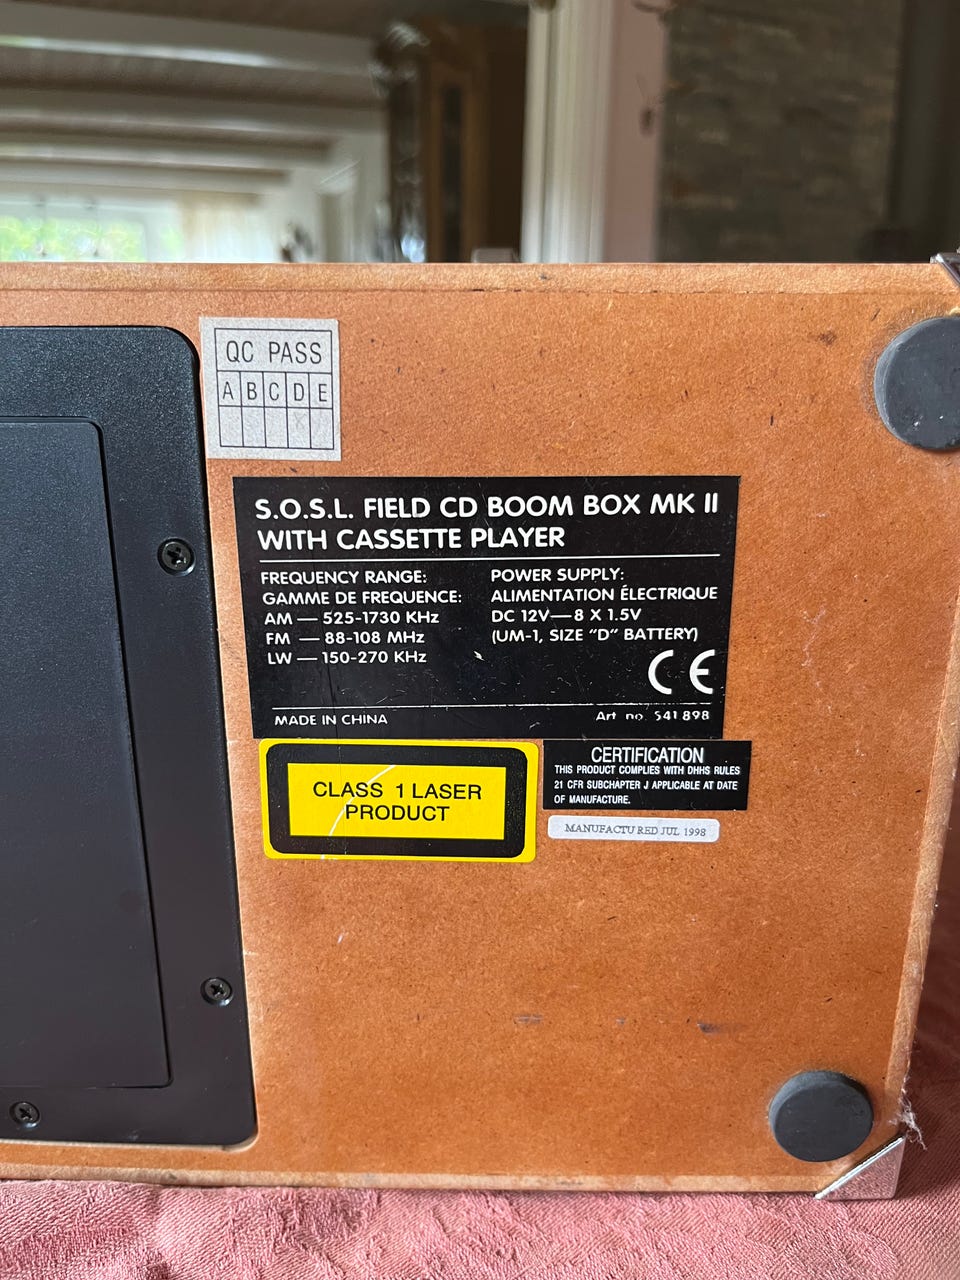 QC PASS
A B C D E
S.O.S.L. FIELD CD BOOM BOX MK II
WITH CASSETTE PLAYER
FREQUENCY RANGE:
GAMME DE FREQUENCE:
AM — 525-1730 KHz
FM — 88-108 MHz
LW — 150-270 KHz
POWER SUPPLY:
ALIMENTATION ÉLECTRIQUE
DC 12V—8 X 1.5V
(UM-1, SIZE "D" BATTERY)
CE
MADE IN CHINA
Art no. 541 898
CLASS 1 LASER
PRODUCT
CERTIFICATION
THIS PRODUCT COMPLIES WITH DHHS RULES
21 CFR SUBCHAPTER J APPLICABLE AT DATE
OF MANUFACTURE.
MANUFACTU RED JUL 1998